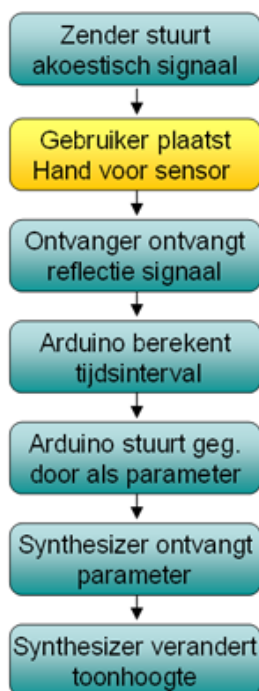 Zender stuurt
akoestisch signaal
Gebruiker plaatst
Hand voor sensor
Ontvanger ontvangt
reflectie signaal
Arduino berekent
tijdsinterval
Arduino stuurt geg.
door als parameter
Synthesizer ontvangt
parameter
Synthesizer verandert
toonhoogte